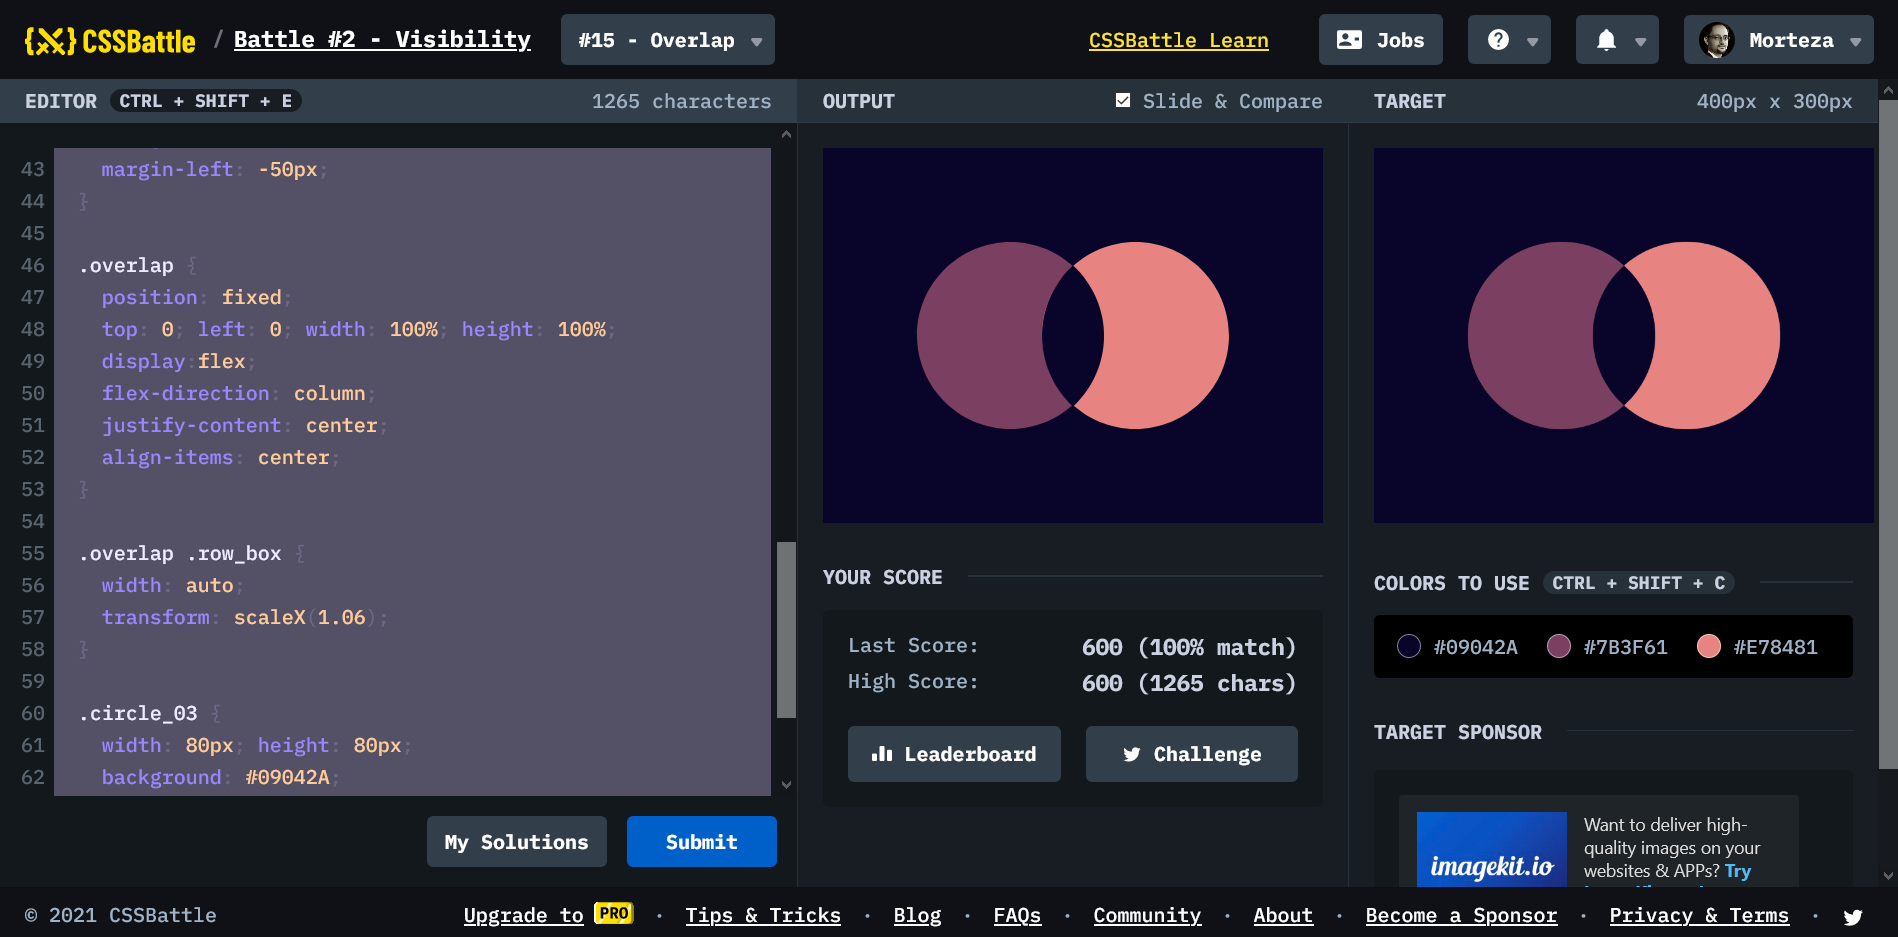 CSSBattle / Battle #2 - Visibility #15 - Overlap CSSBattle Learn Jobs Morteza
EDITOR CTRL + SHIFT + E 1265 characters
43 margin-left: -50px;
44 }
45
46 .overlap {
47 position: fixed;
48 top: 0; left: 0; width: 100%; height: 100%;
49 display:flex;
50 flex-direction: column;
51 justify-content: center;
52 align-items: center;
53 }
54
55 .overlap .row_box {
56 width: auto;
57 transform: scaleX(1.06);
58 }
59
60 .circle_03 {
61 width: 80px; height: 80px;
62 background: #09042A;
My Solutions Submit
OUTPUT Slide & Compare
YOUR SCORE
Last Score: 600 (100% match)
High Score: 600 (1265 chars)
Leaderboard Challenge
TARGET 400px x 300px
COLORS TO USE CTRL + SHIFT + C
#09042A #7B3F61 #E78481
TARGET SPONSOR
imagekit.io
Want to deliver high-
quality images on your
websites & APPs? Try
© 2021 CSSBattle Upgrade to PRO · Tips & Tricks · Blog · FAQs · Community · About · Become a Sponsor · Privacy & Terms ·